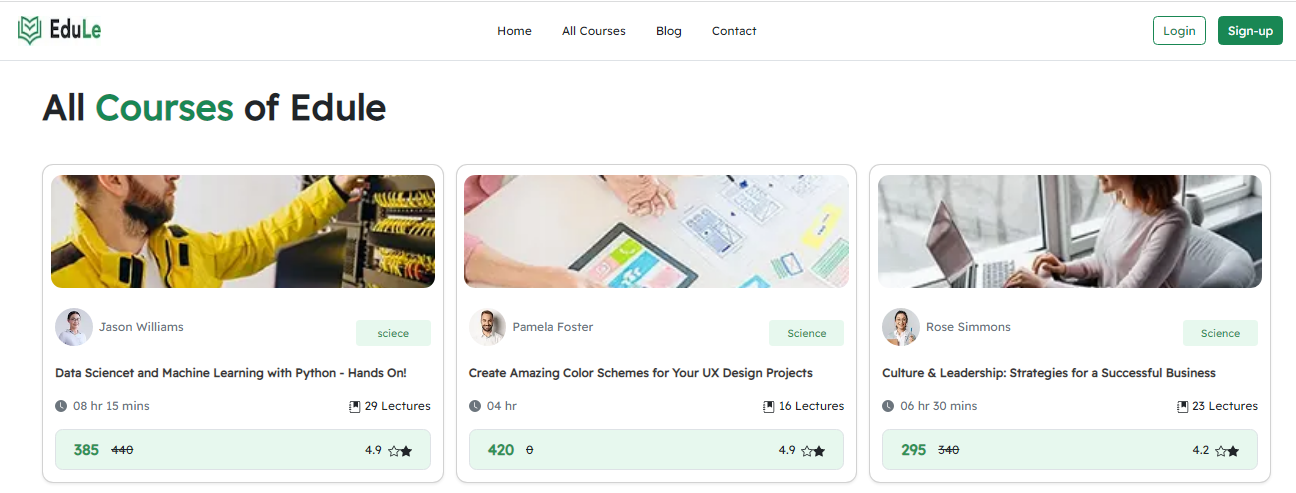 EduLe Home All Courses Blog Contact Login Sign-up
All Courses of Edule
Jason Williams
sciece
Data Sciencet and Machine Learning with Python - Hands On!
08 hr 15 mins 29 Lectures
385 440 4.9
Pamela Foster
Science
Create Amazing Color Schemes for Your UX Design Projects
04 hr 16 Lectures
420 0 4.9
Rose Simmons
Science
Culture & Leadership: Strategies for a Successful Business
06 hr 30 mins 23 Lectures
295 340 4.2